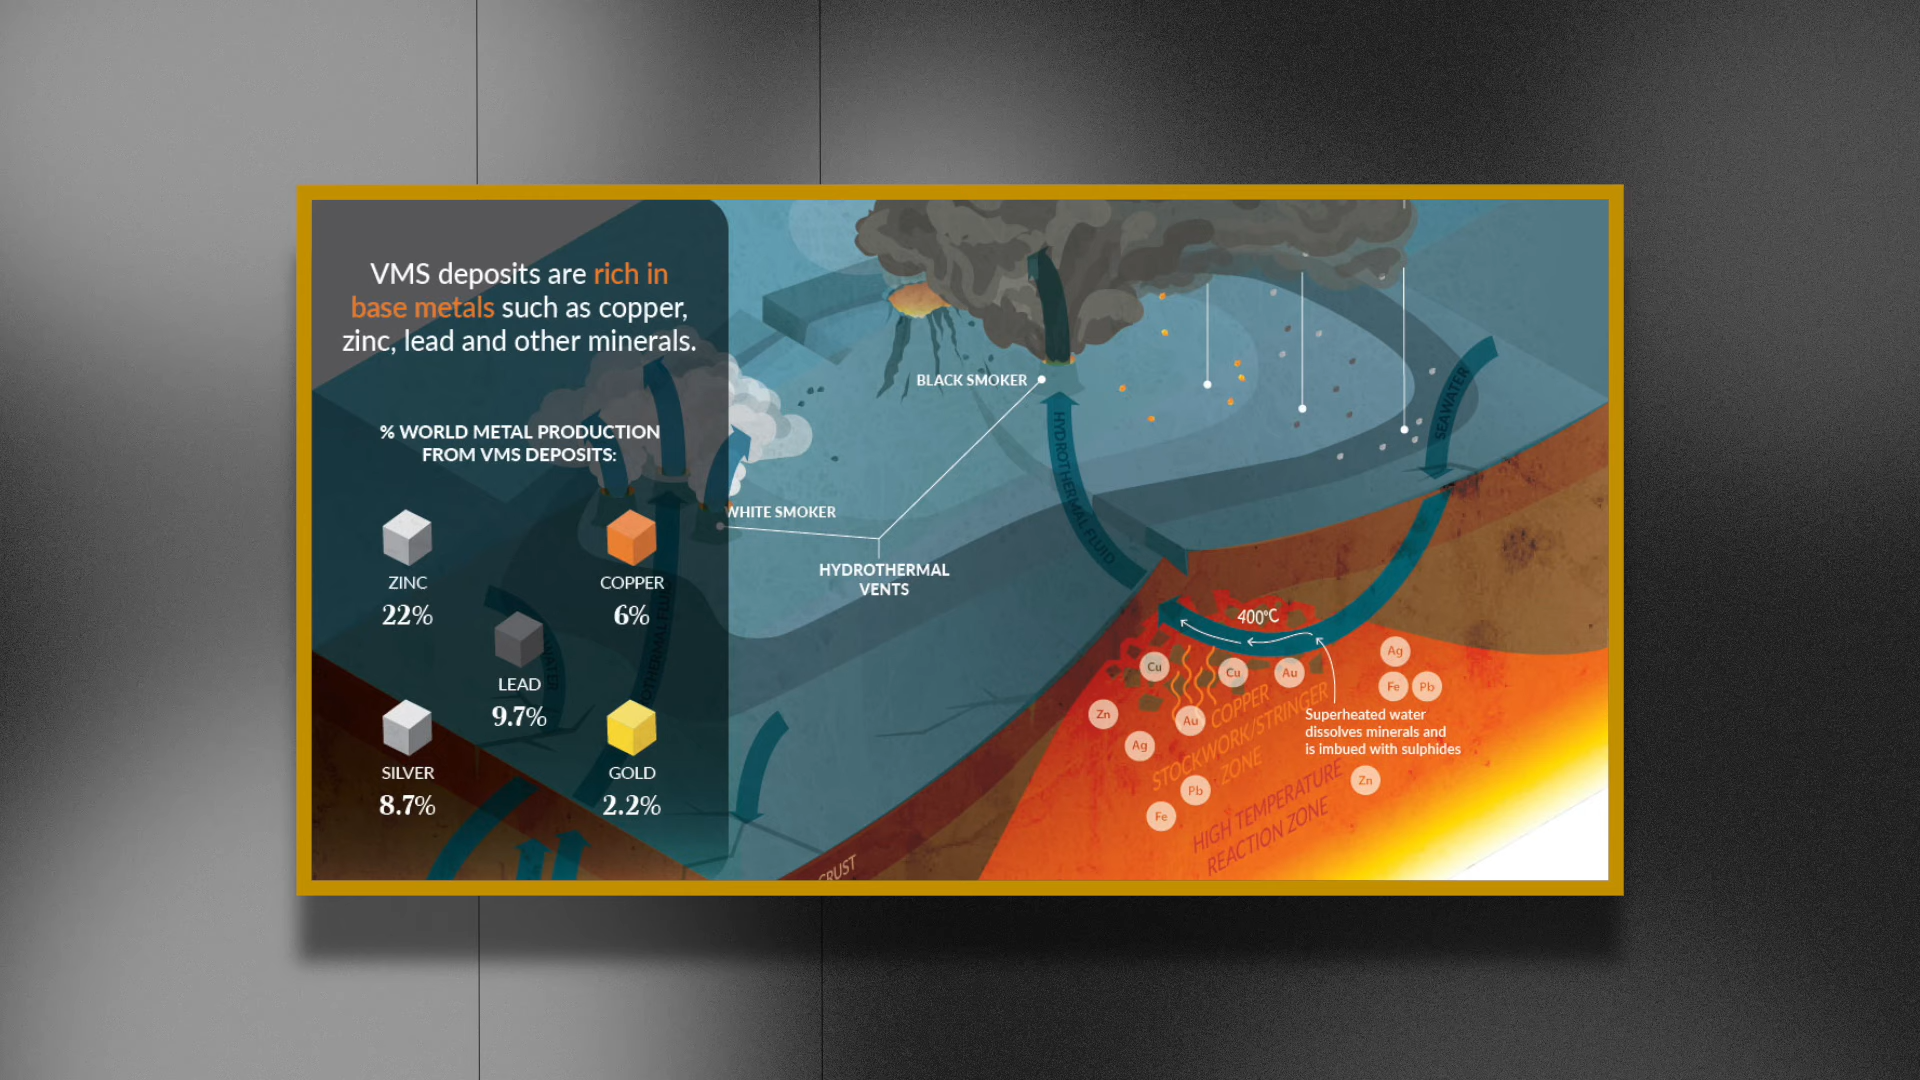 VMS deposits are rich in
base metals such as copper,
zinc, lead and other minerals.
% WORLD METAL PRODUCTION
FROM VMS DEPOSITS:
ZINC
22%
COPPER
6%
LEAD
9.7%
SILVER
8.7%
GOLD
2.2%
BLACK SMOKER
WHITE SMOKER
HYDROTHERMAL
VENTS
HYDROTHERMAL FLUID
SEAWATER
400°C
Cu
Cu
Au
Ag
Fe
Pb
Zn
Au
Ag
Pb
Fe
Zn
COPPER
STOCKWORK/STRINGER
ZONE
Superheated water
dissolves minerals and
is imbued with sulphides
HIGH TEMPERATURE
REACTION ZONE
CRUST